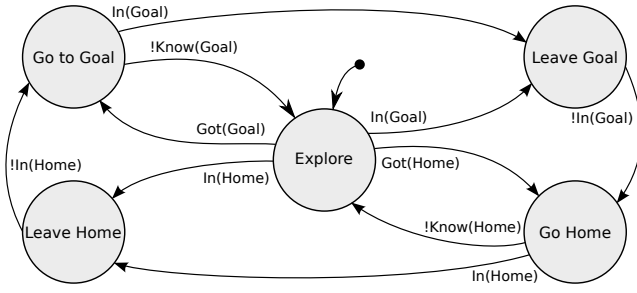 In(Goal)
Go to Goal
!Know(Goal)
Leave Goal
In(Goal)
!In(Goal)
Got(Goal)
Explore
Got(Home)
!In(Home)
In(Home)
Leave Home
!Know(Home)
Go Home
In(Home)